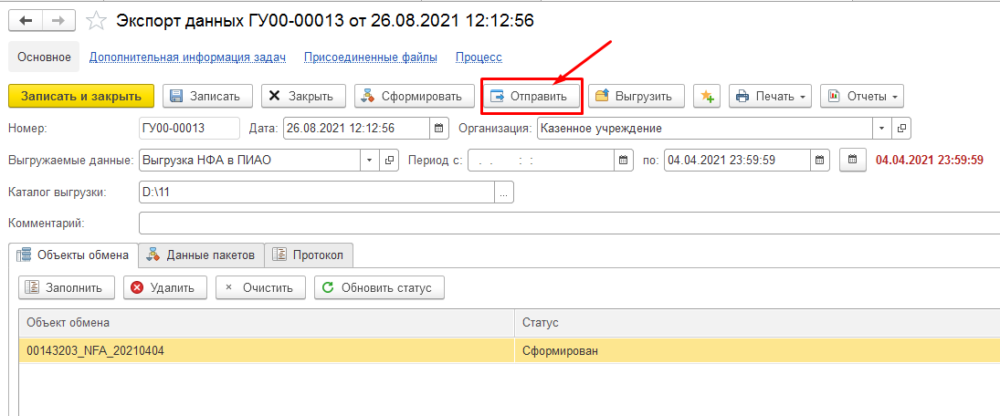 Экспорт данных ГУ00-00013 от 26.08.2021 12:12:56
Основное Дополнительная информация задач Присоединенные файлы Процесс
Записать и закрыть Записать Закрыть Сформировать Отправить Выгрузить Печать Отчеты
Номер: ГУ00-00013 Дата: 26.08.2021 12:12:56 Организация: Казенное учреждение
Выгружаемые данные: Выгрузка НФА в ПИАО Период с: . . : : по: 04.04.2021 23:59:59 04.04.2021 23:59:59
Каталог выгрузки: D:\11 ...
Комментарий:
Объекты обмена Данные пакетов Протокол
Заполнить Удалить Очистить Обновить статус
Объект обмена Статус
00143203_NFA_20210404 Сформирован